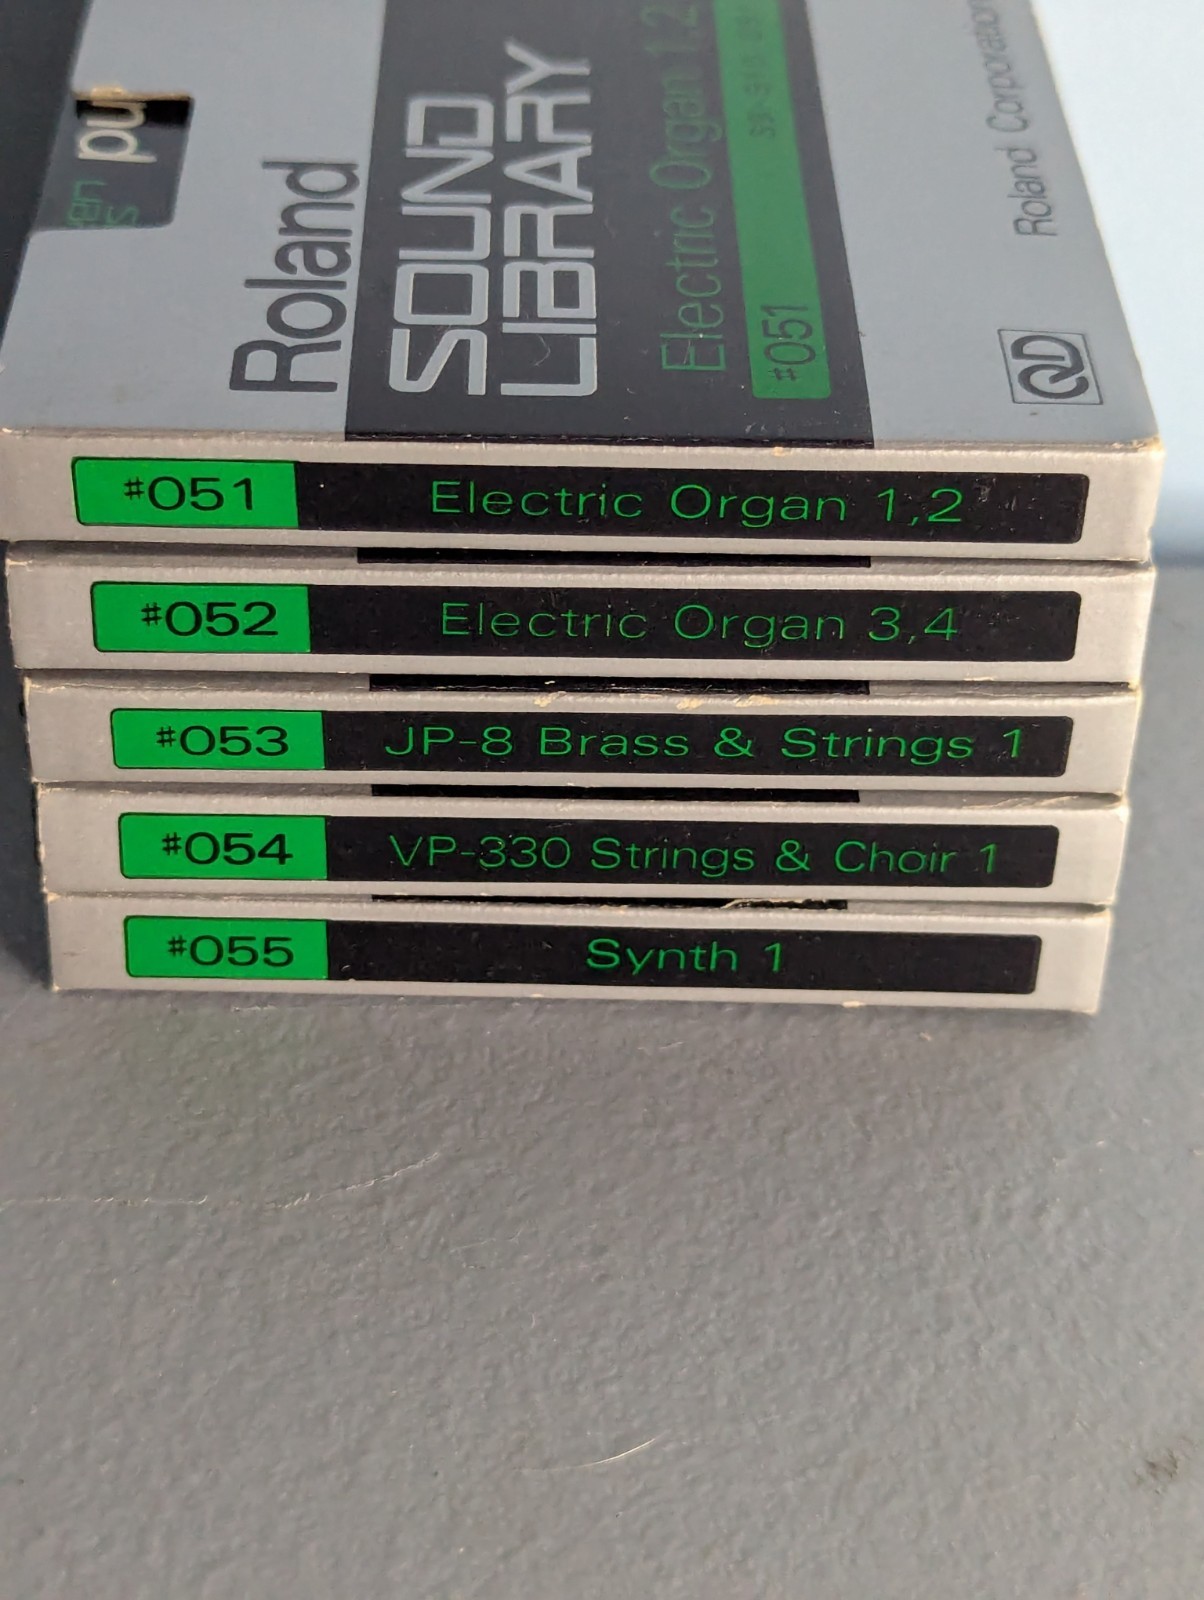 Roland
SOUND
LIBRARY
Electric Organ 1,2
#051
Roland Corporation
#051 Electric Organ 1,2
#052 Electric Organ 3,4
#053 JP-8 Brass & Strings 1
#054 VP-330 Strings & Choir 1
#055 Synth 1